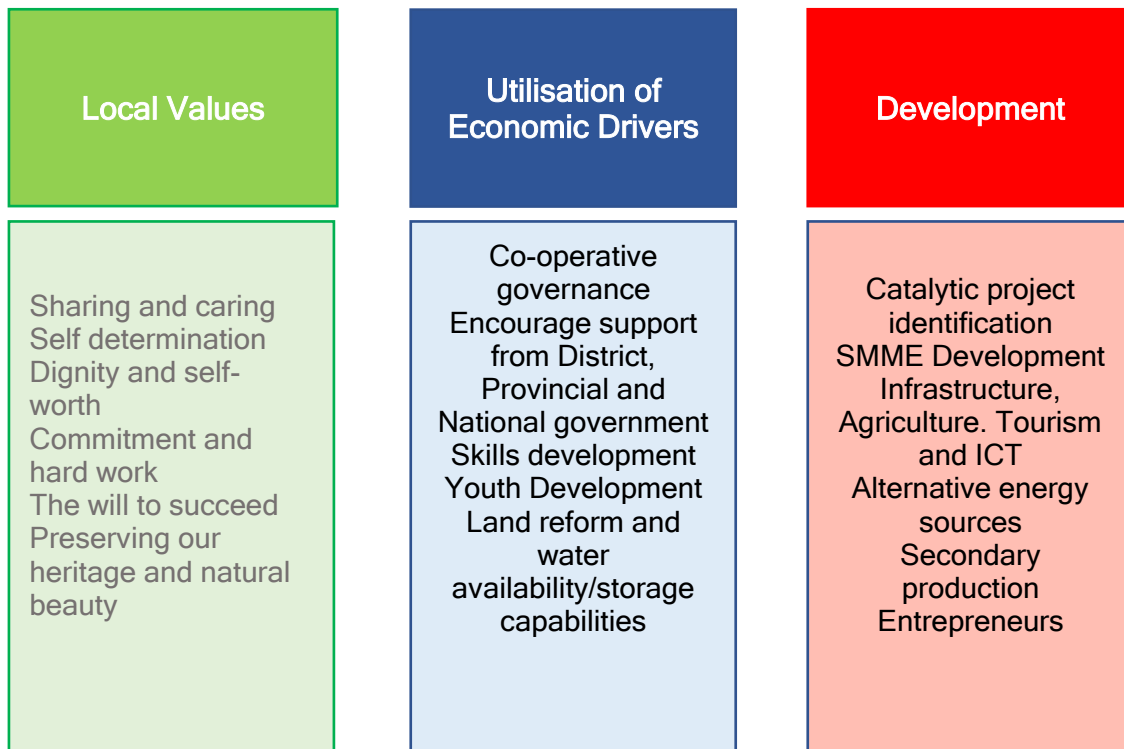 Local Values
Sharing and caring
Self determination
Dignity and self-
worth
Commitment and
hard work
The will to succeed
Preserving our
heritage and natural
beauty
Utilisation of
Economic Drivers
Co-operative
governance
Encourage support
from District,
Provincial and
National government
Skills development
Youth Development
Land reform and
water
availability/storage
capabilities
Development
Catalytic project
identification
SMME Development
Infrastructure,
Agriculture. Tourism
and ICT
Alternative energy
sources
Secondary
production
Entrepreneurs